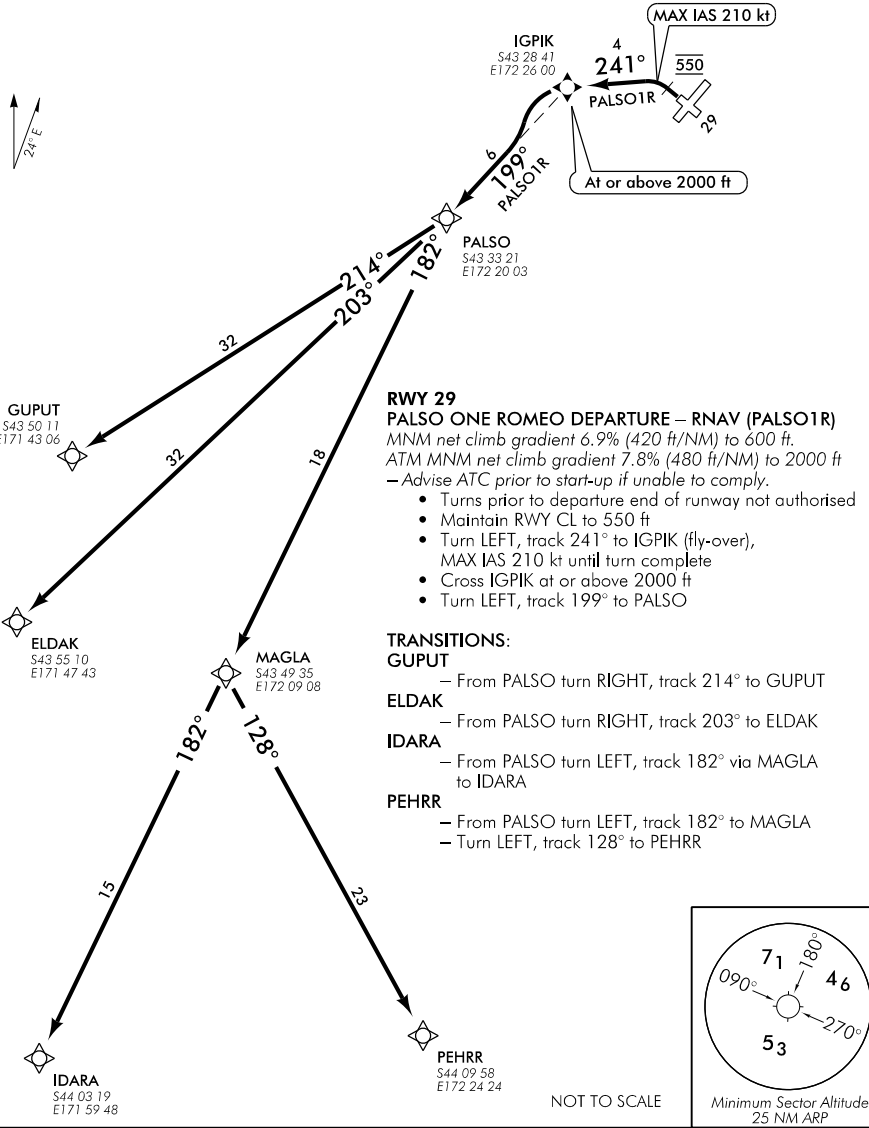 MAX IAS 210 kt
IGPIK
S43 28 41
E172 26 00
4
241°
PALSO1R
550
29
24° E
At or above 2000 ft
6
199°
PALSO1R
PALSO
S43 33 21
E172 20 03
214°
203°
182°
32
32
18
GUPUT
S43 50 11
E171 43 06
ELDAK
S43 55 10
E171 47 43
MAGLA
S43 49 35
E172 09 08
182°
128°
15
23
IDARA
S44 03 19
E171 59 48
PEHRR
S44 09 58
E172 24 24
RWY 29
PALSO ONE ROMEO DEPARTURE – RNAV (PALSO1R)
MNM net climb gradient 6.9% (420 ft/NM) to 600 ft.
ATM MNM net climb gradient 7.8% (480 ft/NM) to 2000 ft
– Advise ATC prior to start-up if unable to comply.
• Turns prior to departure end of runway not authorised
• Maintain RWY CL to 550 ft
• Turn LEFT, track 241° to IGPIK (fly-over),
MAX IAS 210 kt until turn complete
• Cross IGPIK at or above 2000 ft
• Turn LEFT, track 199° to PALSO
TRANSITIONS:
GUPUT
– From PALSO turn RIGHT, track 214° to GUPUT
ELDAK
– From PALSO turn RIGHT, track 203° to ELDAK
IDARA
– From PALSO turn LEFT, track 182° via MAGLA
to IDARA
PEHRR
– From PALSO turn LEFT, track 182° to MAGLA
– Turn LEFT, track 128° to PEHRR
71
180°
46
090°
270°
53
Minimum Sector Altitude
25 NM ARP
NOT TO SCALE